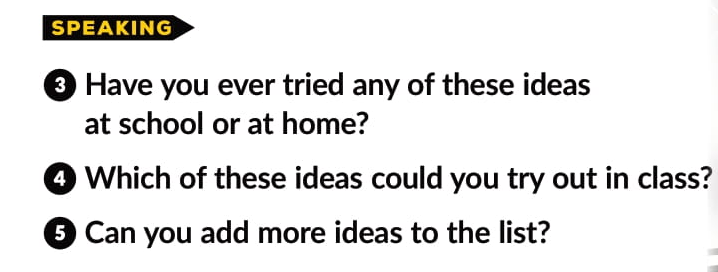 SPEAKING
3 Have you ever tried any of these ideas
at school or at home?
4 Which of these ideas could you try out in class?
5 Can you add more ideas to the list?